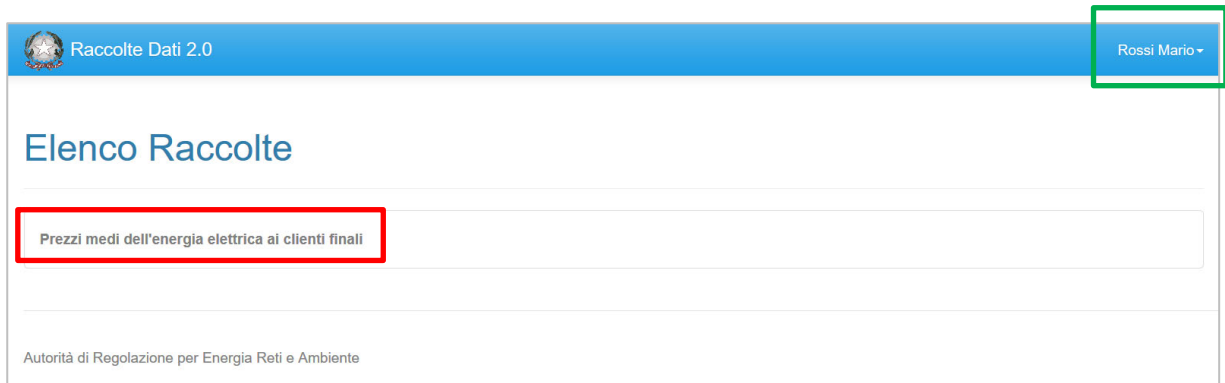 Raccolte Dati 2.0
Rossi Mario
Elenco Raccolte
Prezzi medi dell'energia elettrica ai clienti finali
Autorità di Regolazione per Energia Reti e Ambiente